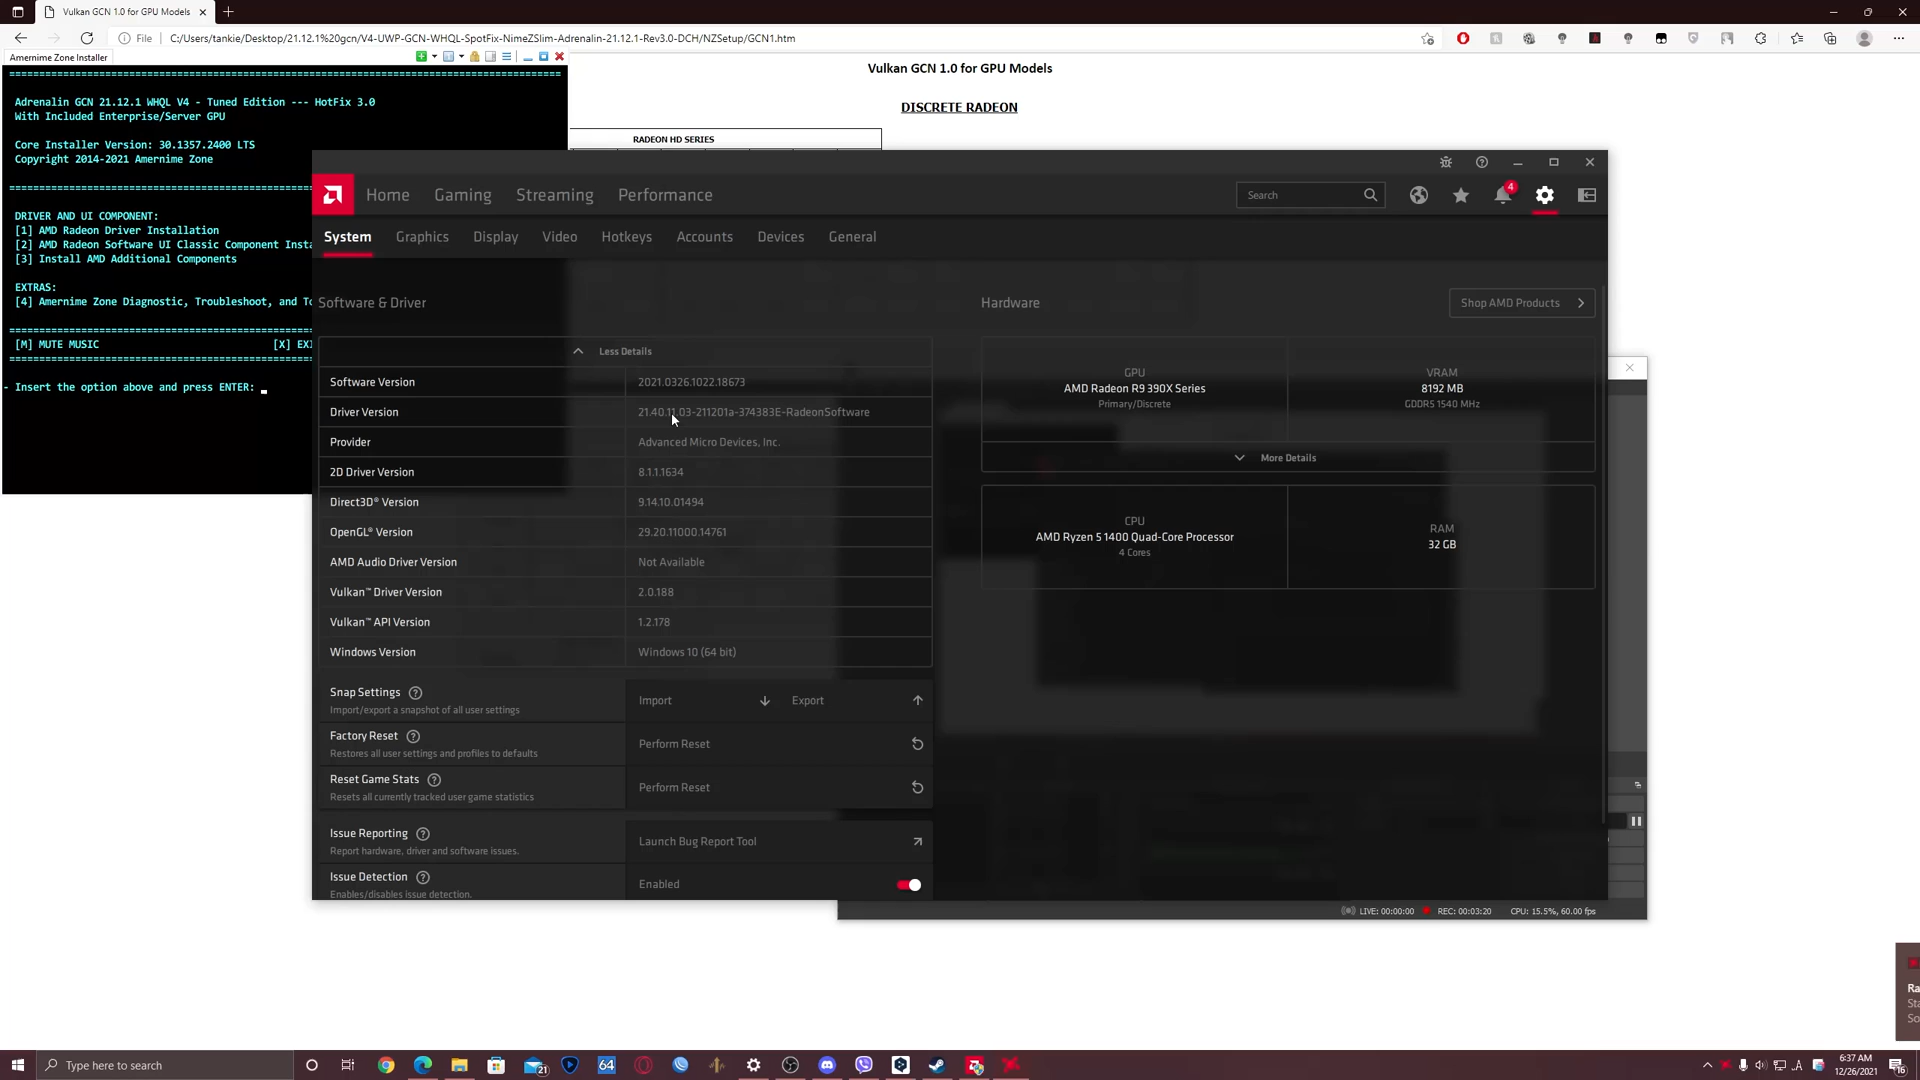 Vulkan GCN 1.0 for GPU Models
File
C:/Users/tankie/Desktop/21.12.1%20gcn/V4-UWP-GCN-WHQL-SpotFix-NimeZSlim-Adrenalin-21.12.1-Rev3.0-DCH/NZSetup/GCN1.htm
Amernime Zone Installer
Adrenalin GCN 21.12.1 WHQL V4 - Tuned Edition --- HotFix 3.0
With Included Enterprise/Server GPU
Core Installer Version: 30.1357.2400 LTS
Copyright 2014-2021 Amernime Zone
DRIVER AND UI COMPONENT:
[1] AMD Radeon Driver Installation
[2] AMD Radeon Software UI Classic Component Insta
[3] Install AMD Additional Components
EXTRAS:
[4] Amernime Zone Diagnostic, Troubleshoot, and To
[M] MUTE MUSIC [X] EXI
- Insert the option above and press ENTER: _
Vulkan GCN 1.0 for GPU Models
DISCRETE RADEON
RADEON HD SERIES
Home Gaming Streaming Performance
Search
4
System Graphics Display Video Hotkeys Accounts Devices General
Software & Driver
Less Details
Software Version 2021.0326.1022.18673
Driver Version 21.40.11.03-211201a-374383E-RadeonSoftware
Provider Advanced Micro Devices, Inc.
2D Driver Version 8.1.1.1634
Direct3D® Version 9.14.10.01494
OpenGL® Version 29.20.11000.14761
AMD Audio Driver Version Not Available
Vulkan™ Driver Version 2.0.188
Vulkan™ API Version 1.2.178
Windows Version Windows 10 (64 bit)
Snap Settings
Import/export a snapshot of all user settings
Import Export
Factory Reset
Restores all user settings and profiles to defaults
Perform Reset
Reset Game Stats
Resets all currently tracked user game statistics
Perform Reset
Issue Reporting
Report hardware, driver and software issues.
Launch Bug Report Tool
Issue Detection
Enables/disables issue detection.
Enabled
Hardware
Shop AMD Products
GPU
AMD Radeon R9 390X Series
Primary/Discrete
VRAM
8192 MB
GDDR5 1540 MHz
More Details
CPU
AMD Ryzen 5 1400 Quad-Core Processor
4 Cores
RAM
32 GB
LIVE: 00:00:00 REC: 00:03:20 CPU: 15.5%, 60.00 fps
Ra
Sta
So
Type here to search
21
64
6:37 AM
12/26/2021
16